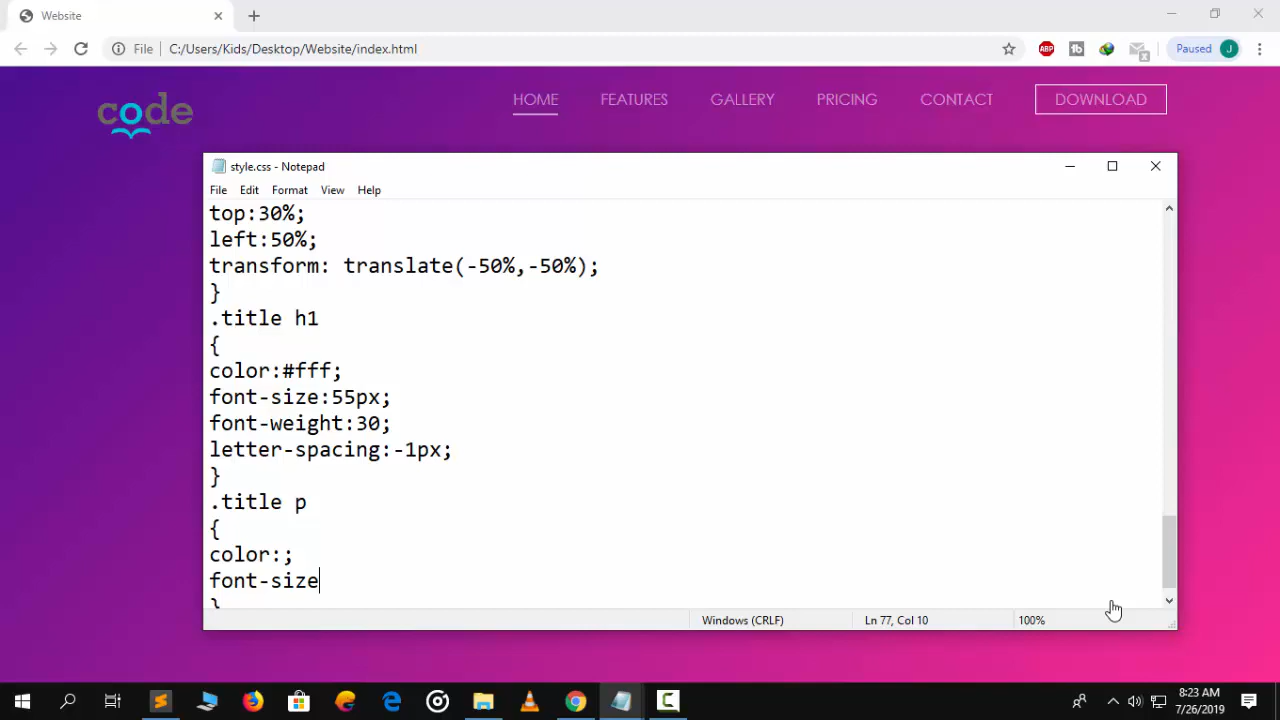 Website
Paused J
File C:/Users/Kids/Desktop/Website/index.html
ABP
code
HOME FEATURES GALLERY PRICING CONTACT DOWNLOAD
style.css - Notepad
File Edit Format View Help
top:30%;
left:50%;
transform: translate(-50%,-50%);
}
.title h1
{
color:#fff;
font-size:55px;
font-weight:30;
letter-spacing:-1px;
}
.title p
{
color:;
font-size
}
Windows (CRLF) Ln 77, Col 10 100%
8:23 AM
7/26/2019